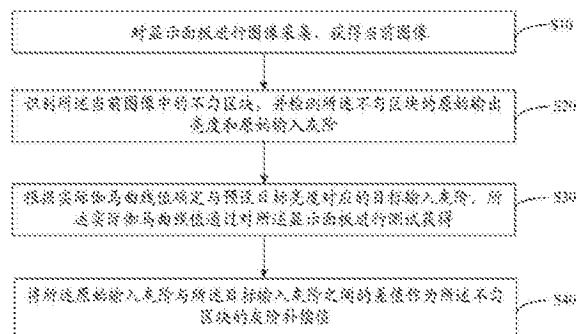 对显示面板进行图像采集，获得当前图像
S10
识别所述当前图像中的不匀区块，并检测所述不匀区块的原始输出
亮度和原始输入灰阶
S20
根据实际伽马曲线值确定与预设目标亮度对应的目标输入灰阶，所
述实际伽马曲线值通过对所述显示面板进行测试获得
S30
将所述原始输入灰阶与所述目标输入灰阶之间的差值作为所述不匀
区块的灰阶补偿值
S40